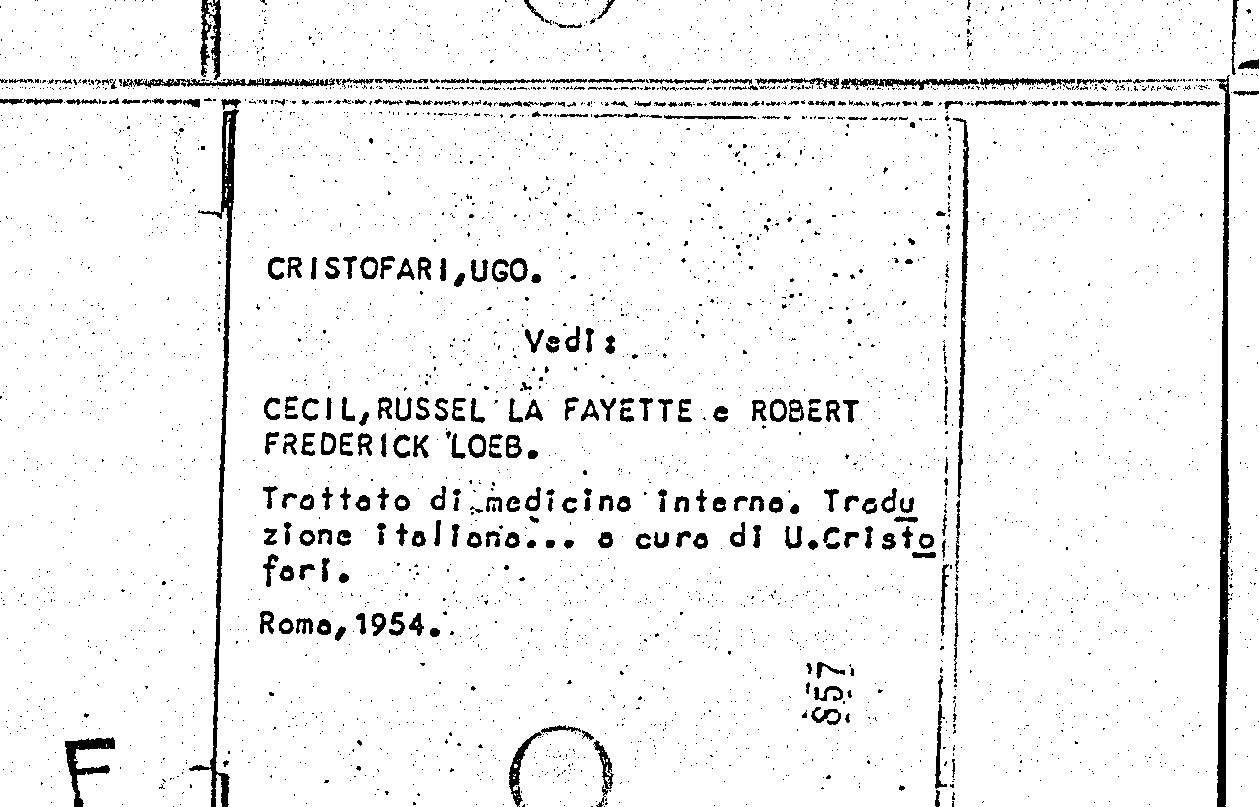 CRISTOFARI,UGO.
Vedi:
CECIL,RUSSEL LA FAYETTE e ROBERT
FREDERICK LOEB.
Trattato di medicina interna. Tradu
zione italiana... a cura di U.Cristo
fari.
Roma,1954.
857
F